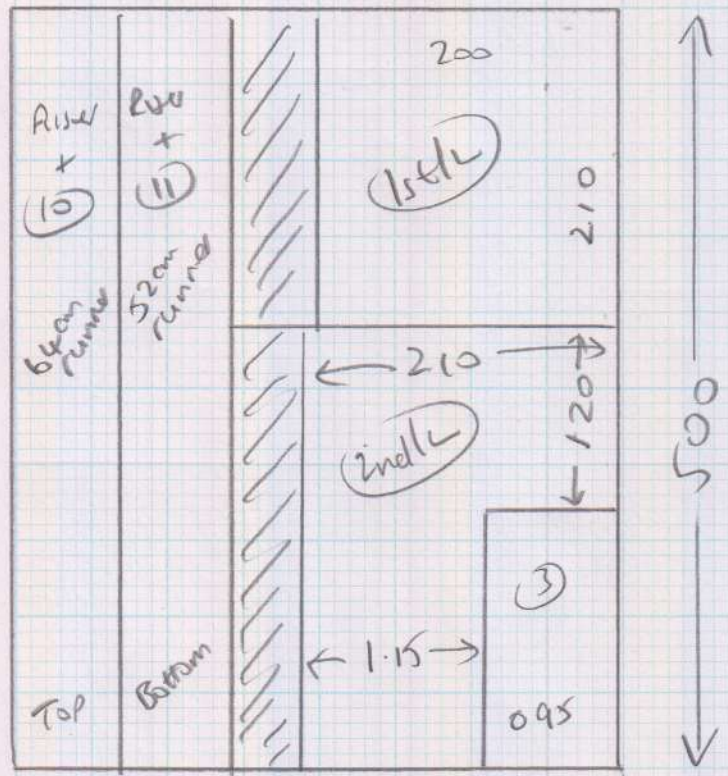 Riser
+
10
64cm
runner
Top
Riser
+
11
52cm
runner
Bottom
200
1st/L
210
210
120
2nd/L
3
1.15
095
500